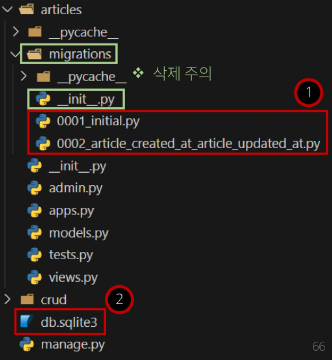 articles
__pycache__
migrations
__pycache__ ❖ 삭제 주의
__init__.py
1
0001_initial.py
0002_article_created_at_article_updated_at.py
__init__.py
admin.py
apps.py
models.py
tests.py
views.py
crud
2
db.sqlite3
manage.py
66